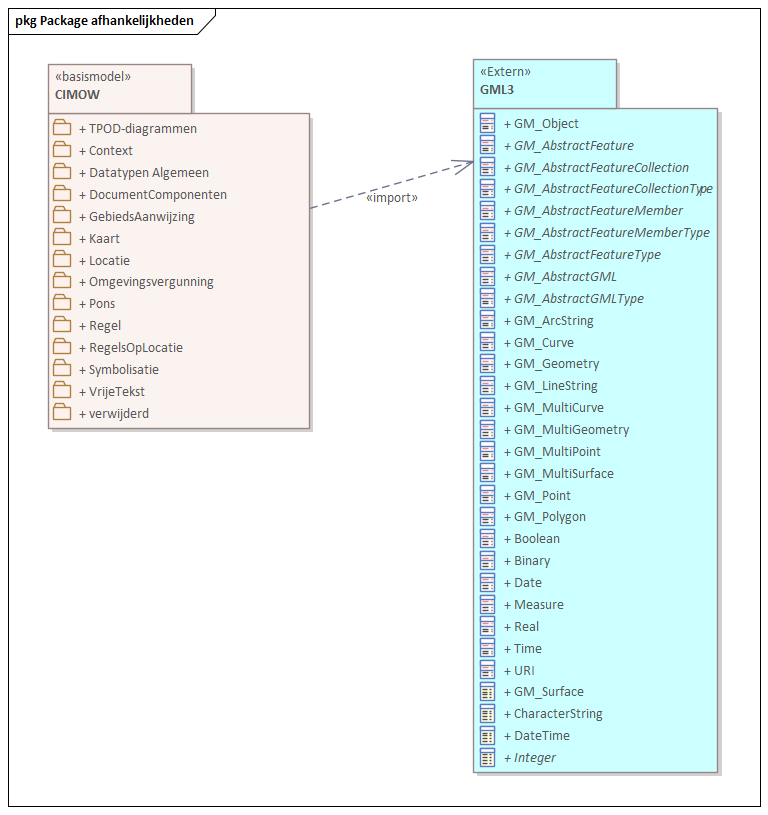 pkg Package afhankelijkheden
«basismodel»
CIMOW
+ TPOD-diagrammen
+ Context
+ Datatypen Algemeen
+ DocumentComponenten
+ GebiedsAanwijzing
+ Kaart
+ Locatie
+ Omgevingsvergunning
+ Pons
+ Regel
+ RegelsOpLocatie
+ Symbolisatie
+ VrijeTekst
+ verwijderd
«import»
«Extern»
GML3
+ GM_Object
+ GM_AbstractFeature
+ GM_AbstractFeatureCollection
+ GM_AbstractFeatureCollectionType
+ GM_AbstractFeatureMember
+ GM_AbstractFeatureMemberType
+ GM_AbstractFeatureType
+ GM_AbstractGML
+ GM_AbstractGMLType
+ GM_ArcString
+ GM_Curve
+ GM_Geometry
+ GM_LineString
+ GM_MultiCurve
+ GM_MultiGeometry
+ GM_MultiPoint
+ GM_MultiSurface
+ GM_Point
+ GM_Polygon
+ Boolean
+ Binary
+ Date
+ Measure
+ Real
+ Time
+ URI
+ GM_Surface
+ CharacterString
+ DateTime
+ Integer